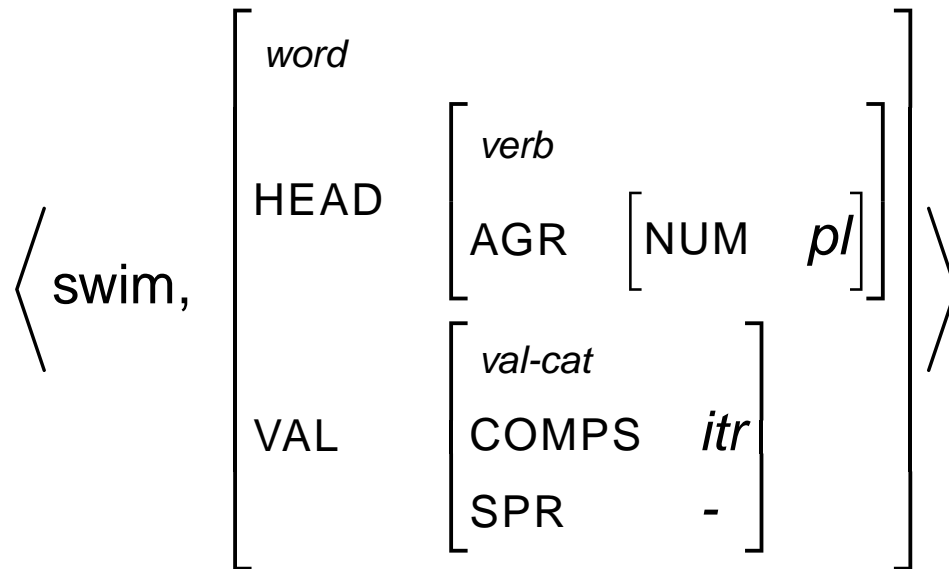 word
verb
HEAD
AGR [NUM pl]
⟨swim,
val-cat
VAL COMPS itr
SPR -
⟩